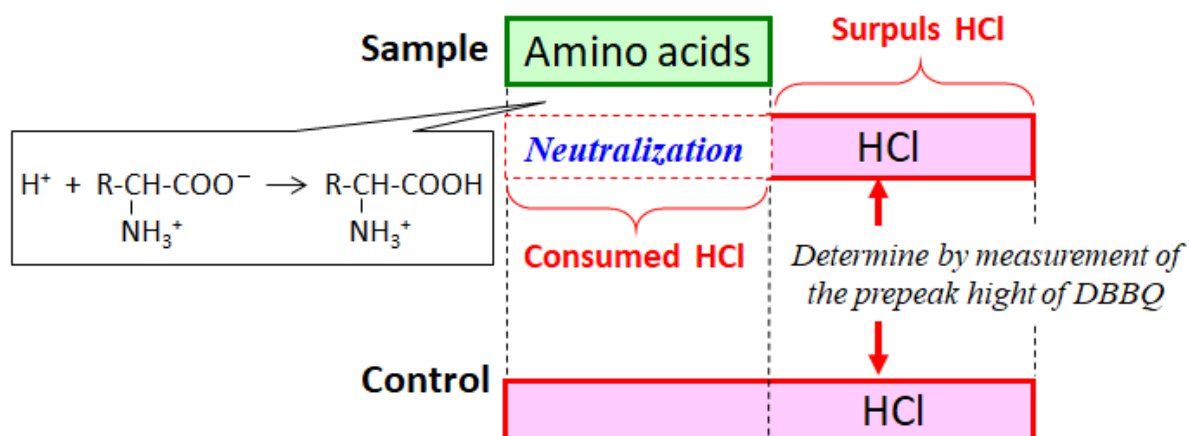 Surpuls HCl
Sample
Amino acids
Neutralization
HCl
H⁺ + R-CH-COO⁻ → R-CH-COOH
NH₃⁺ NH₃⁺
Consumed HCl
Determine by measurement of
the prepeak hight of DBBQ
Control
HCl